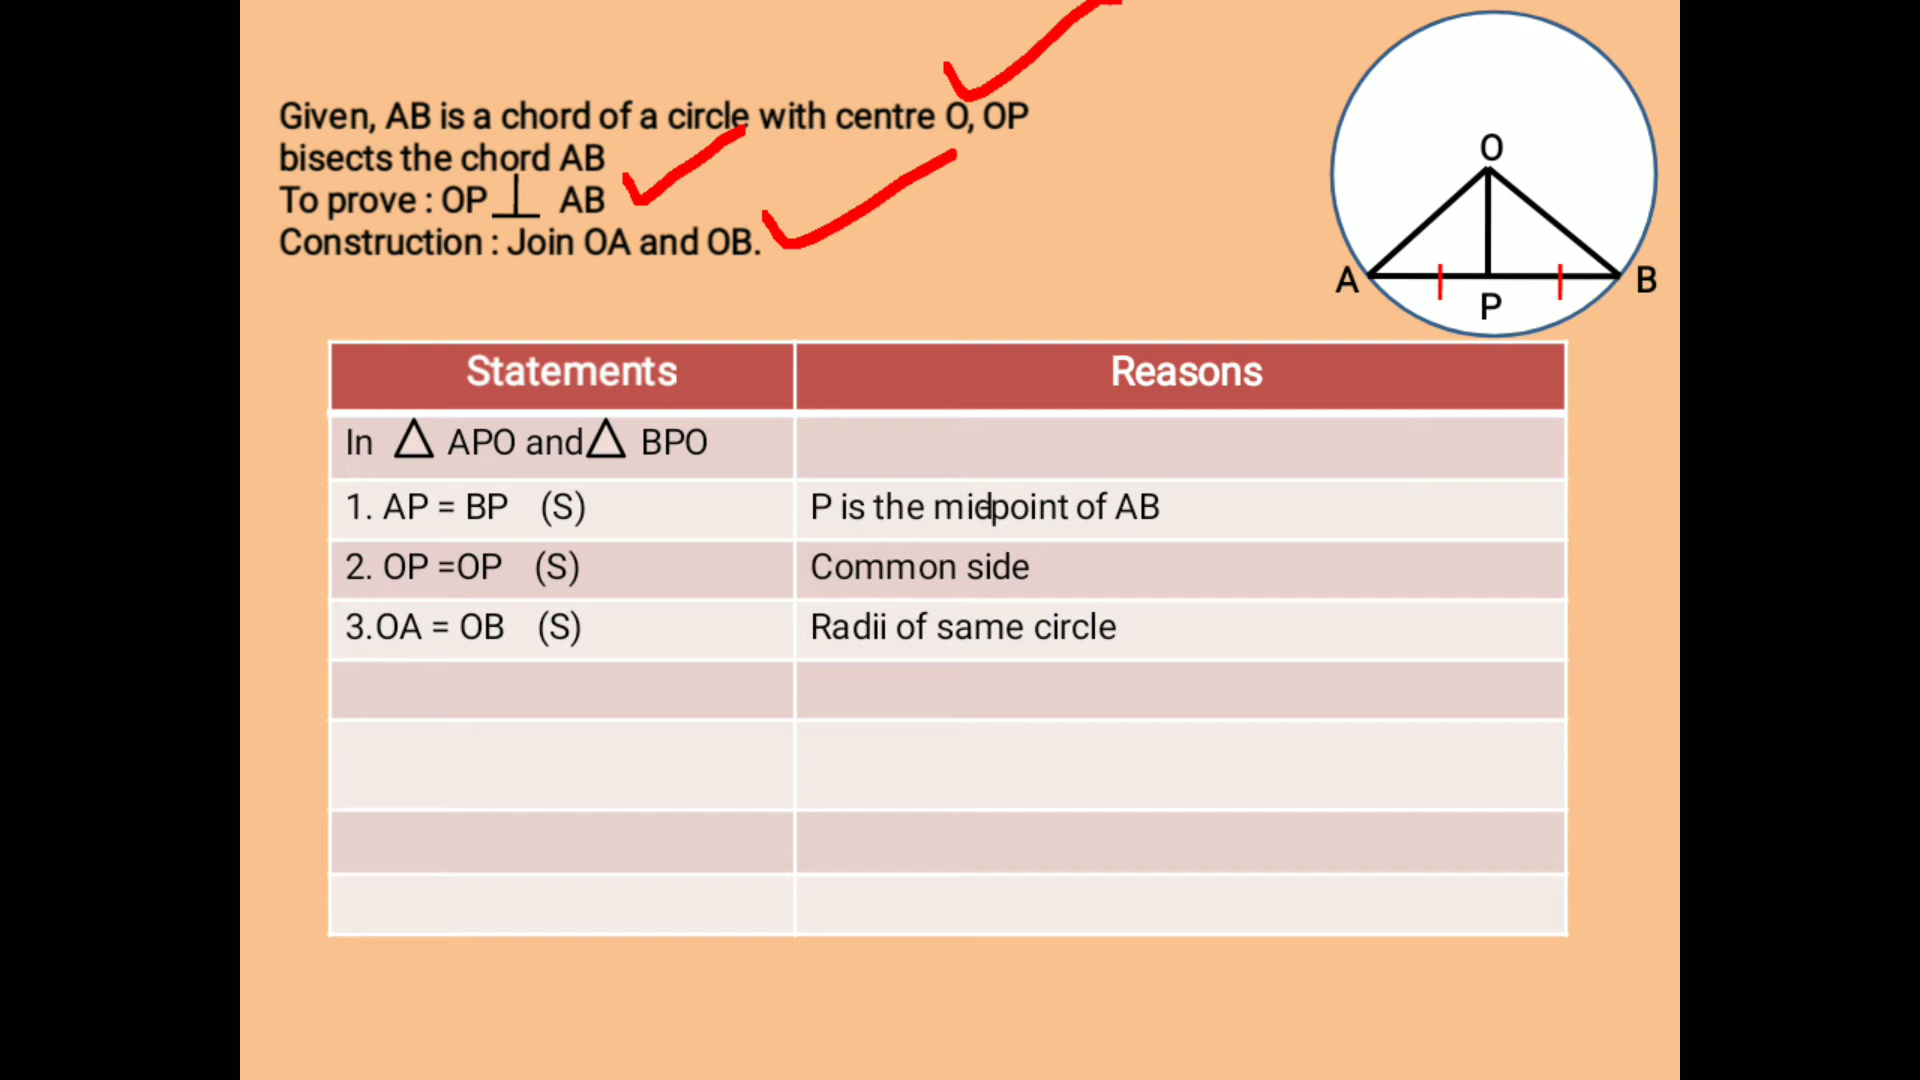 Given, AB is a chord of a circle with centre O, OP
bisects the chord AB
To prove : OP ⊥ AB
Construction : Join OA and OB.
O
A
B
P
Statements Reasons
In △ APO and △ BPO
1. AP = BP (S) P is the midpoint of AB
2. OP =OP (S) Common side
3.OA = OB (S) Radii of same circle